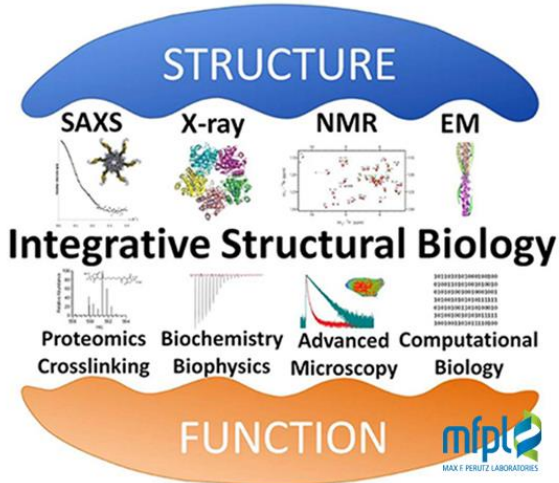 STRUCTURE
SAXS X-ray NMR EM
Integrative Structural Biology
Proteomics Biochemistry Advanced Computational
Crosslinking Biophysics Microscopy Biology
FUNCTION
mfpl
MAX F. PERUTZ LABORATORIES